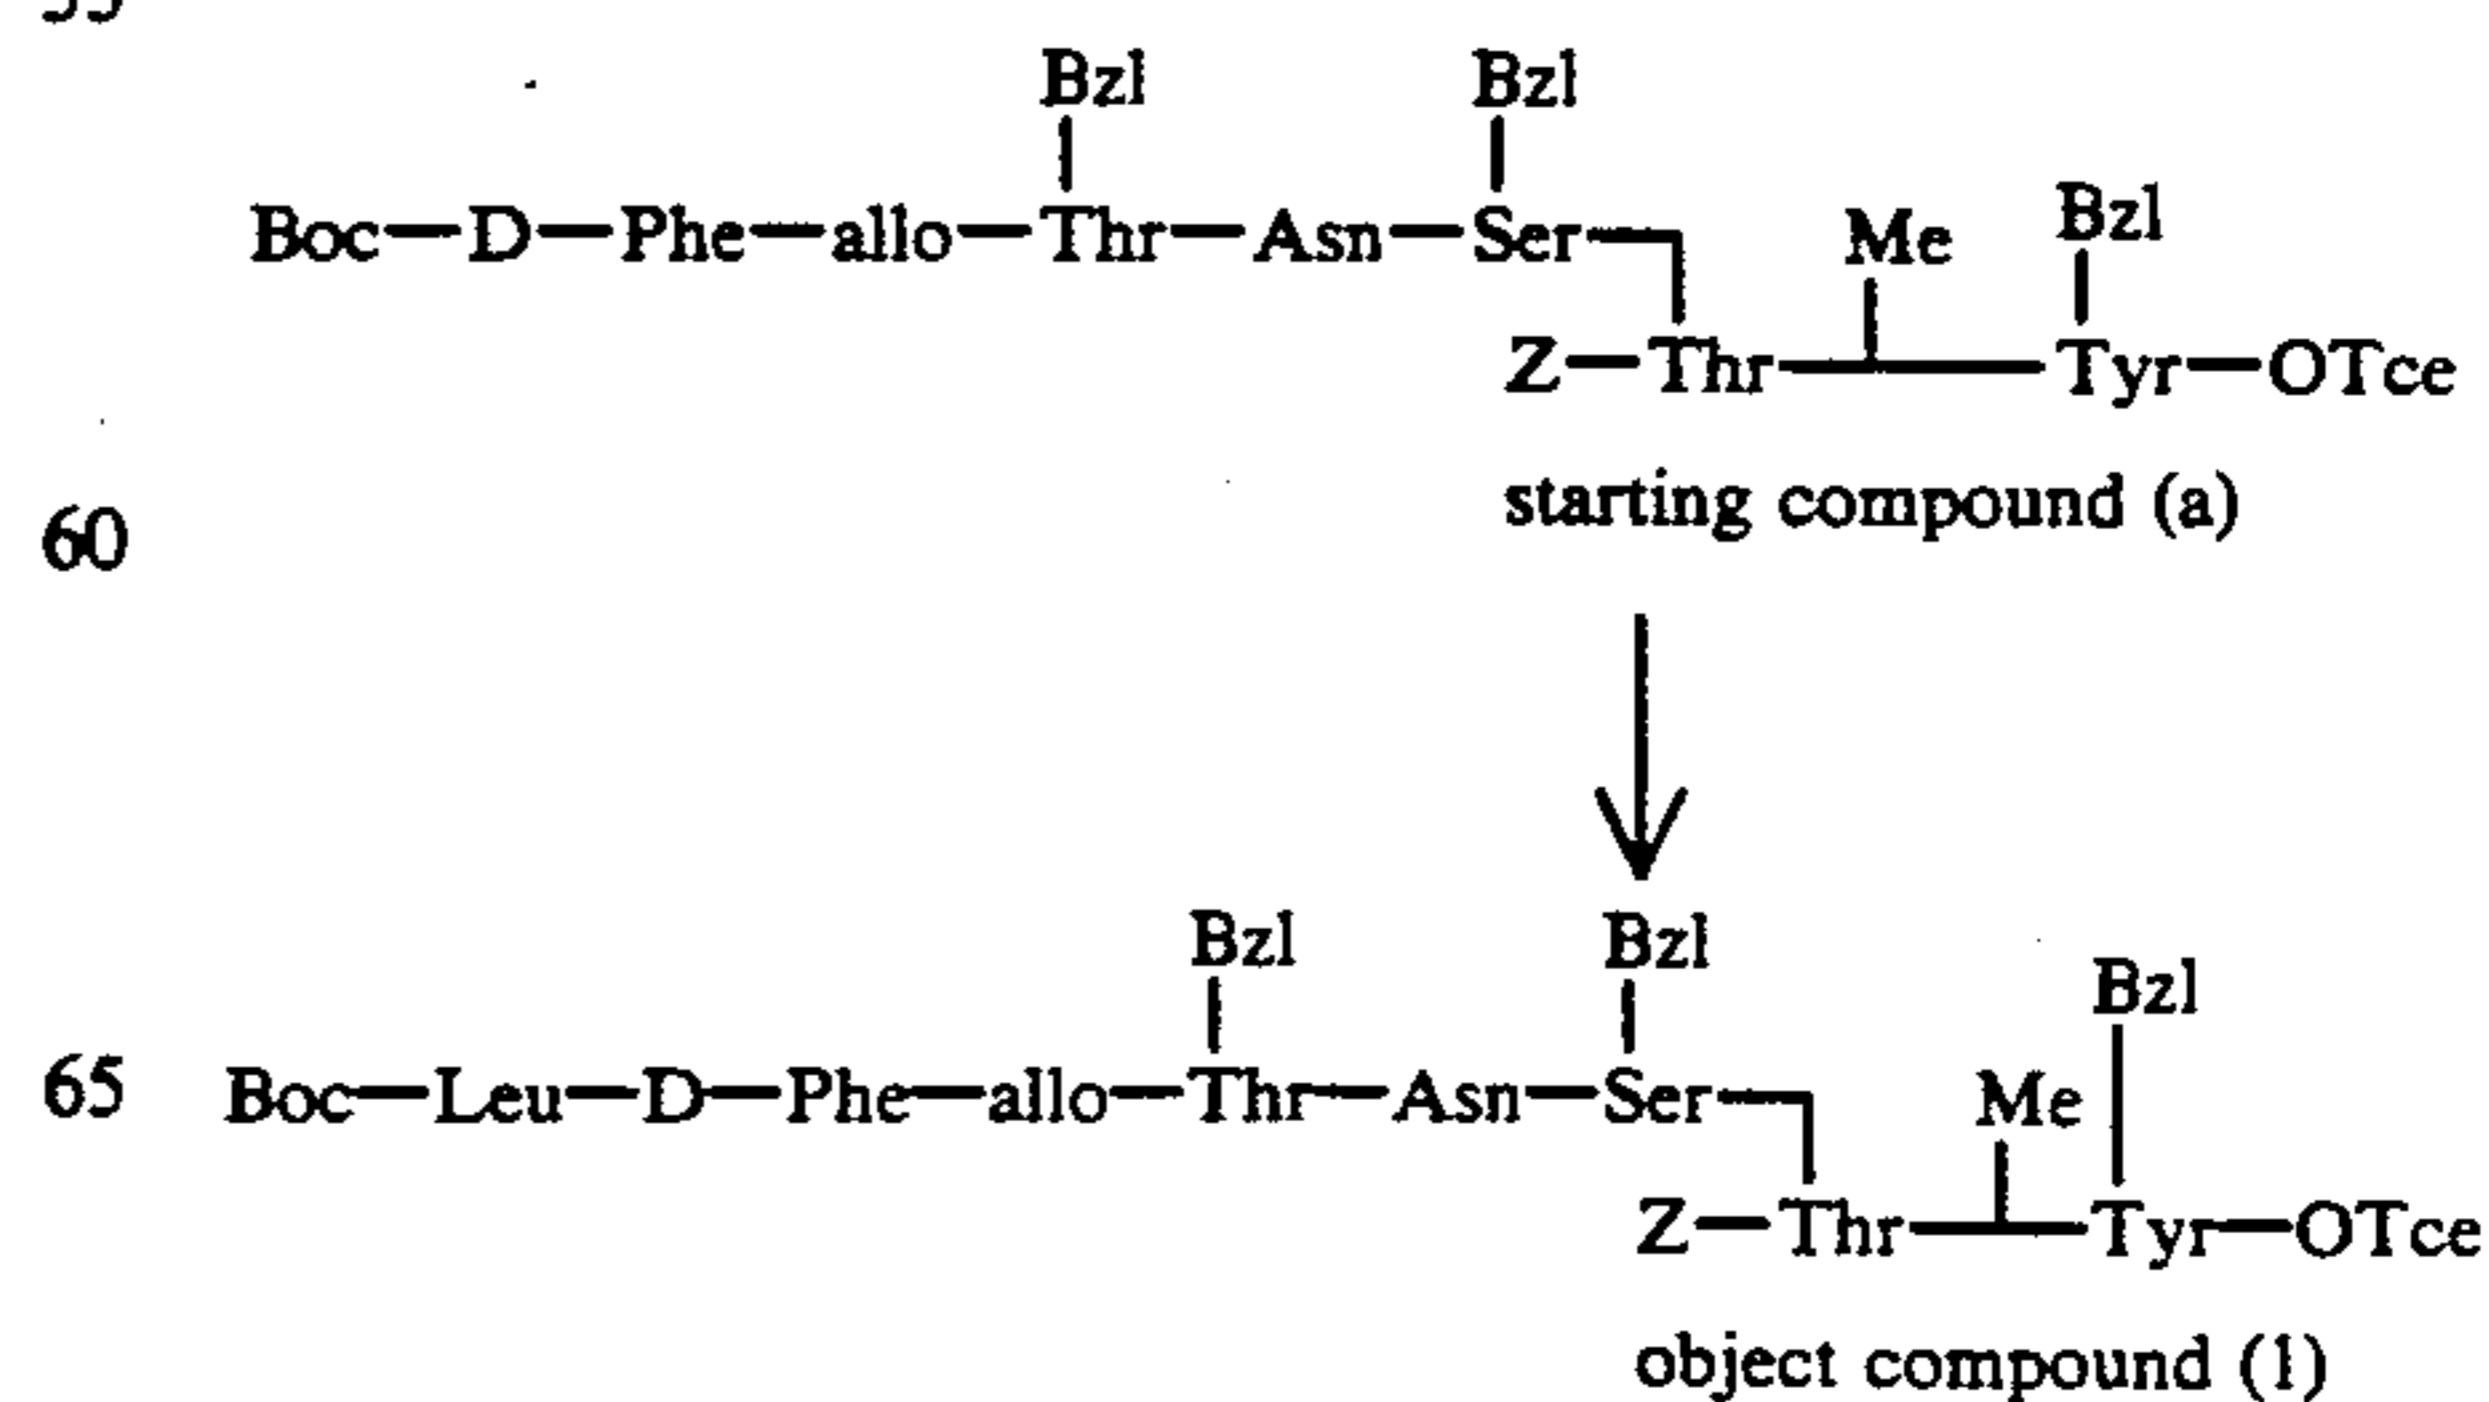 Bzl Bzl
Boc—D—Phe—allo—Thr—Asn—Ser
Me Bzl
Z—Thr—Tyr—OTce
starting compound (a)
60
Bzl Bzl
Bzl
65 Boc—Leu—D—Phe—allo—Thr—Asn—Ser
Me
Z—Thr—Tyr—OTce
object compound (1)